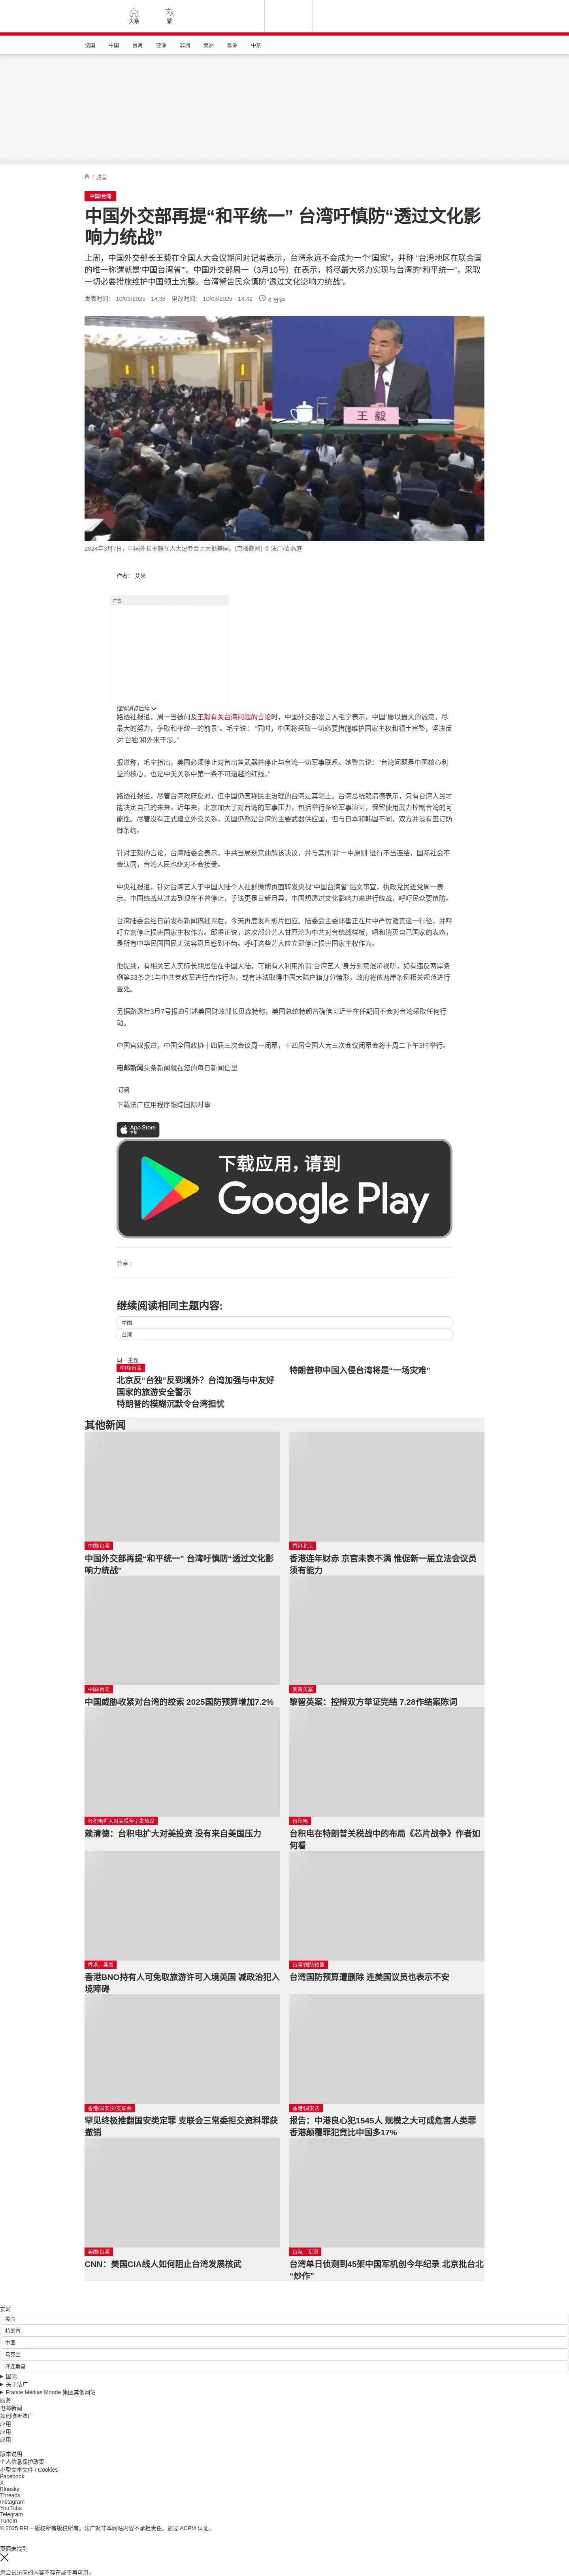 头条
繁
法国
中国
台海
亚洲
非洲
美洲
欧洲
中东
/ 港台
中国/台湾
中国外交部再提“和平统一” 台湾吁慎防“透过文化影
响力统战”
上周，中国外交部长王毅在全国人大会议期间对记者表示，台湾永远不会成为一个“国家”，并称 “台湾地区在联合国
的唯一称谓就是‘中国台湾省’”。中国外交部周一（3月10号）在表示，将尽最大努力实现与台湾的“和平统一”，采取
一切必要措施维护中国领土完整。台湾警告民众慎防“透过文化影响力统战”。
发表时间： 10/03/2025 - 14:38 更改时间： 10/03/2025 - 14:42 6 分钟
王 毅
2024年3月7日，中国外长王毅在人大记者会上大批美国。(直播截图) © 法广/麦燕庭
作者： 艾米
广告
继续浏览后续
路透社报道，周一当被问及王毅有关台湾问题的言论时，中国外交部发言人毛宁表示，中国“愿以最大的诚意，尽
最大的努力，争取和平统一的前景”。毛宁说： “同时，中国将采取一切必要措施维护国家主权和领土完整，坚决反
对‘台独’和外来干涉。”
报道称，毛宁指出，美国必须停止对台出售武器并停止与台湾一切军事联系。她警告说：“台湾问题是中国核心利
益的核心，也是中美关系中第一条不可逾越的红线。”
路透社报道，尽管台湾政府反对，但中国仍宣称民主治理的台湾是其领土。台湾总统赖清德表示，只有台湾人民才
能决定自己的未来。近年来，北京加大了对台湾的军事压力，包括举行多轮军事演习，保留使用武力控制台湾的可
能性。尽管没有正式建立外交关系，美国仍然是台湾的主要武器供应国，但与日本和韩国不同，双方并没有签订防
御条约。
针对王毅的言论，台湾陆委会表示，中共当局刻意曲解该决议，并与其所谓“一中原则”进行不当连结，国际社会不
会认同，台湾人民也绝对不会接受。
中央社报道，针对台湾艺人于中国大陆个人社群微博页面转发央视“中国台湾省”贴文事宜，执政党民进党周一表
示，中国统战从过去到现在不曾停止，手法更是日新月异，中国想透过文化影响力来进行统战，呼吁民众要慎防。
台湾陆委会继日前发布新闻稿批评后，今天再度发布影片回应。陆委会主委邱垂正在片中严厉谴责这一行径，并呼
吁立刻停止损害国家主权作为。邱垂正说，这次部分艺人甘愿沦为中共对台统战样板，唱和消灭自己国家的表态，
是所有中华民国国民无法容忍且感到不齿。呼吁这些艺人应立即停止损害国家主权作为。
他提到，有相关艺人实际长期居住在中国大陆，可能有人利用所谓“台湾艺人”身分刻意混淆视听，如有违反两岸条
例第33条之1与中共党政军进行合作行为，或有违法取得中国大陆户籍身分情形，政府将依两岸条例相关规范进行
查处。
另据路透社3月7号报道引述美国财政部长贝森特称，美国总统特朗普确信习近平在任期间不会对台湾采取任何行
动。
中国官媒报道，中国全国政协十四届三次会议周一闭幕，十四届全国人大三次会议闭幕会将于周二下午3时举行。
电邮新闻头条新闻就在您的每日新闻信里
订阅
下载法广应用程序跟踪国际时事
App Store
下载
下载应用，请到
Google Play
分享 :
继续阅读相同主题内容:
中国
台湾
同一主题
中国/台湾
北京反“台独”反到境外？台湾加强与中友好
国家的旅游安全警示
特朗普的模糊沉默令台湾担忧
特朗普称中国入侵台湾将是“一场灾难”
其他新闻
中国/台湾
中国外交部再提“和平统一” 台湾吁慎防“透过文化影
响力统战”
香港北京
香港连年财赤 京官未表不满 惟促新一届立法会议员
须有能力
中国/台湾
中国威胁收紧对台湾的绞索 2025国防预算增加7.2%
黎智英案
黎智英案：控辩双方举证完结 7.28作结案陈词
台积电扩大对美投资引发热议
赖清德：台积电扩大对美投资 没有来自美国压力
台积电
台积电在特朗普关税战中的布局《芯片战争》作者如
何看
香港、英国
香港BNO持有人可免取旅游许可入境英国 减政治犯入
境障碍
台湾/国防预算
台湾国防预算遭删除 连美国议员也表示不安
香港/国安法/支联会
罕见终极推翻国安类定罪 支联会三常委拒交资料罪获
撤销
香港/国安法
报告：中港良心犯1545人 规模之大可成危害人类罪
香港颠覆罪犯竟比中国多17%
美国/台湾
CNN：美国CIA线人如何阻止台湾发展核武
台海、军演
台湾单日侦测到45架中国军机创今年纪录 北京批台北
“炒作”
实时
美国
特朗普
中国
乌克兰
泽连斯基
国际
关于法广
France Médias Monde 集团其他网站
服务
电邮新闻
如何收听法广
应用
应用
应用
版本说明
个人信息保护政策
小型文本文件 / Cookies
Facebook
X
Bluesky
Threads
Instagram
YouTube
Telegram
TuneIn
© 2025 RFI – 版权所有版权所有。法广对非本网站内容不承担责任。通过 ACPM 认证。
页面未找到
您尝试访问的内容不存在或不再可用。